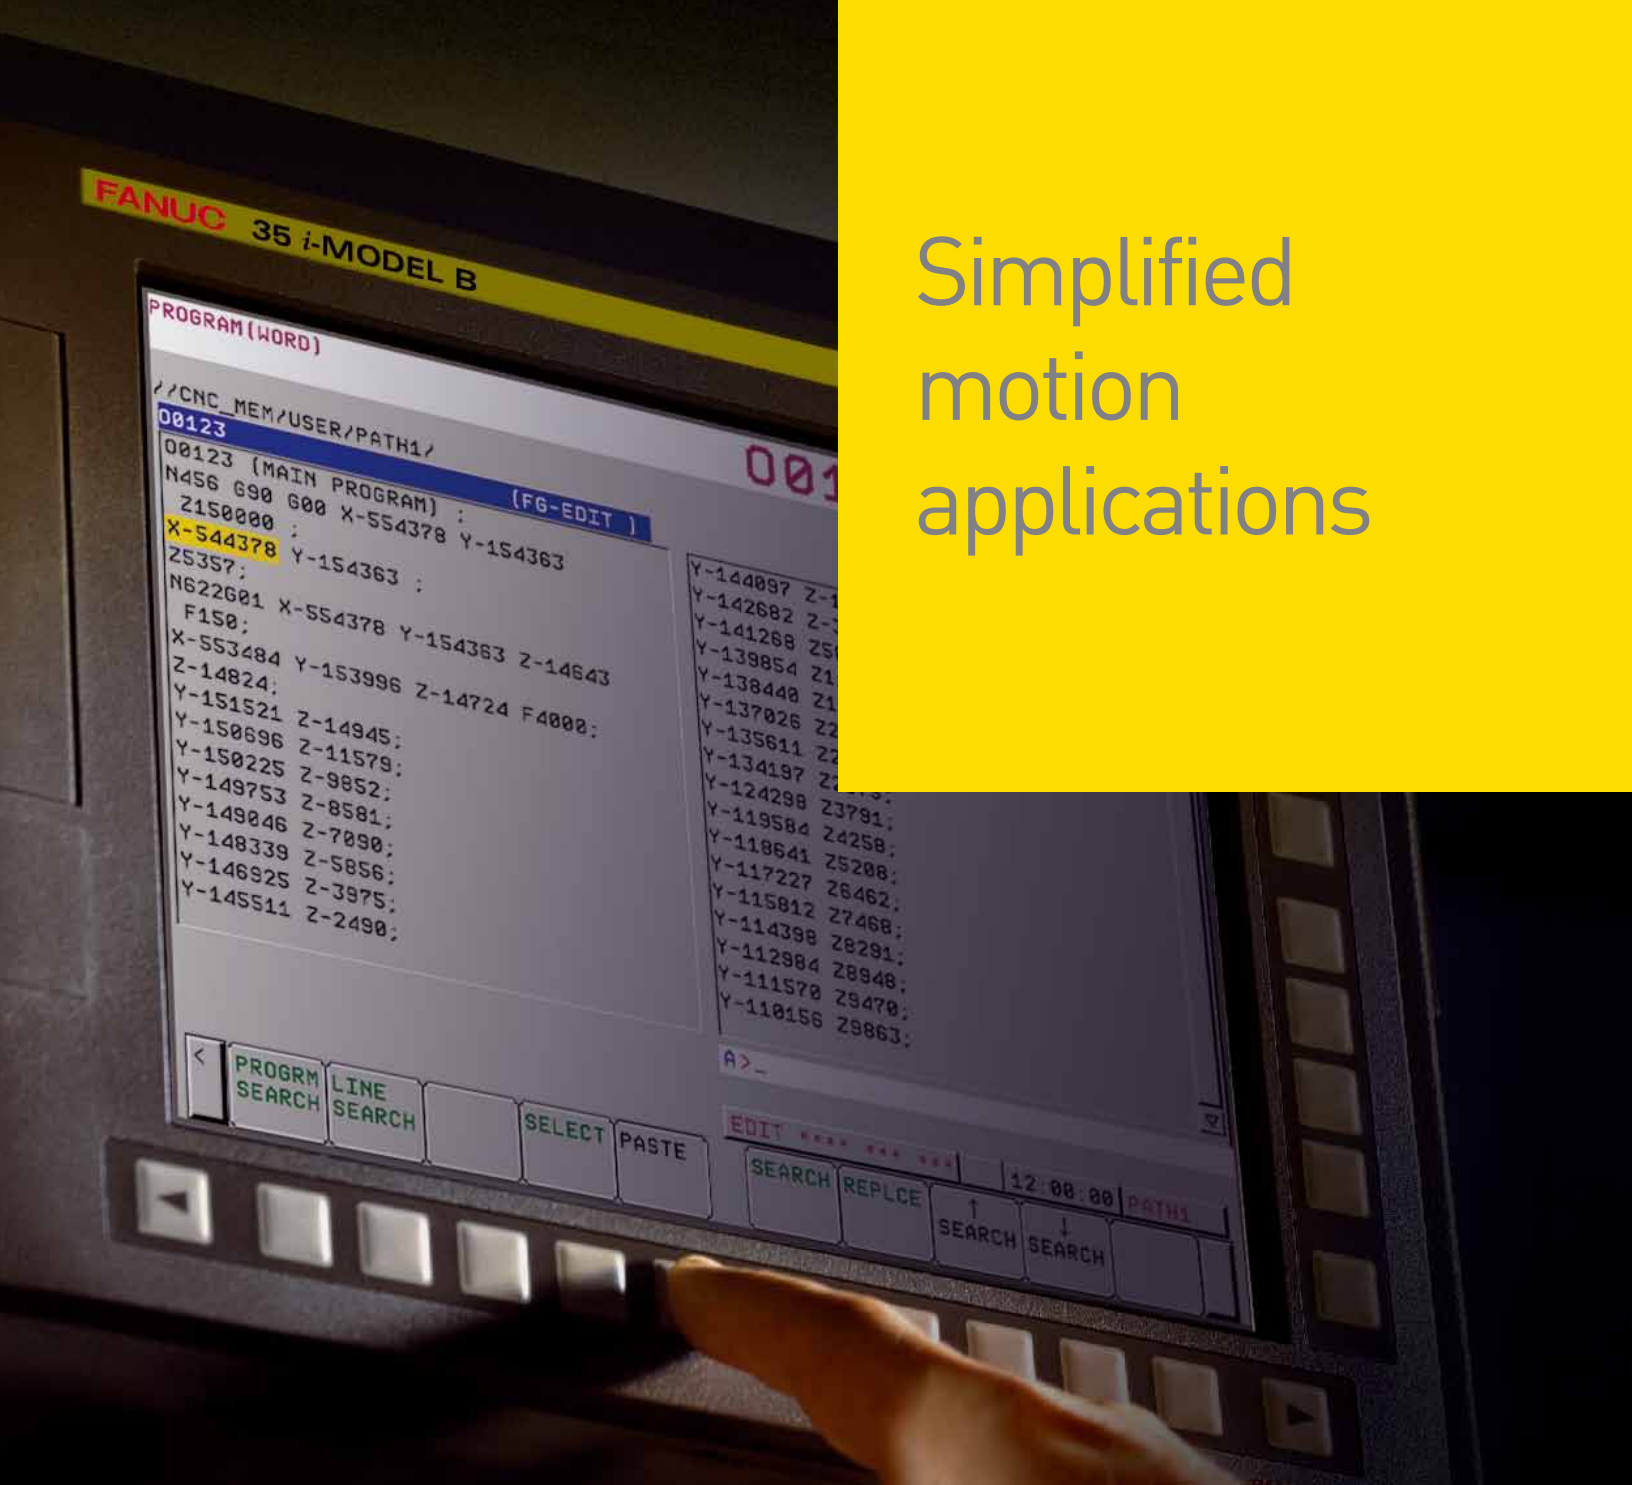 FANUC 35 i-MODEL B
Simplified
motion
applications
PROGRAM(WORD)
//CNC_MEM/USER/PATH1/
O0123 (FG-EDIT )
O0123 (MAIN PROGRAM) ;
N456 G90 G00 X-554378 Y-154363
Z150000 ;
X-544378 Y-154363 ;
Z5357;
N622G01 X-554378 Y-154363 Z-14643
F150;
X-553484 Y-153996 Z-14724 F4000;
Z-14824;
Y-151521 Z-14945;
Y-150696 Z-11579;
Y-150225 Z-9852;
Y-149753 Z-8581;
Y-149046 Z-7090;
Y-148339 Z-5856;
Y-146925 Z-3975;
Y-145511 Z-2490;
Y-144097
Y-142682
Y-141268
Y-139854
Y-138440
Y-137026
Y-135611
Y-134197
Y-124298 Z3791;
Y-119584 Z4258;
Y-118641 Z5208;
Y-117227 Z6462;
Y-115812 Z7468;
Y-114398 Z8291;
Y-112984 Z8948;
Y-111570 Z9470;
Y-110156 Z9863;
A>_
EDIT **** *** ***
12:00:00 PATH1
< PROGRM SEARCH
LINE SEARCH
SELECT
PASTE
SEARCH
REPLCE
↑ SEARCH
↓ SEARCH